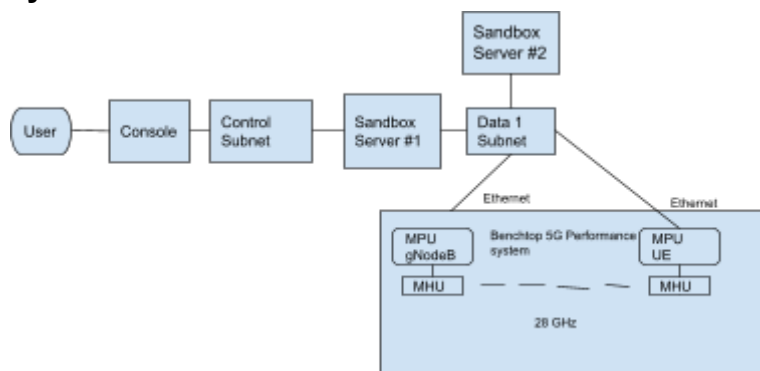 Sandbox
Server #2
User
Console
Control
Subnet
Sandbox
Server #1
Data 1
Subnet
Ethernet
Ethernet
MPU
gNodeB
Benchtop 5G Performance
system
MPU
UE
MHU
MHU
28 GHz